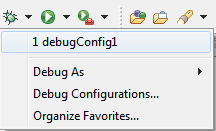 1 debugConfig1
Debug As
Debug Configurations...
Organize Favorites...